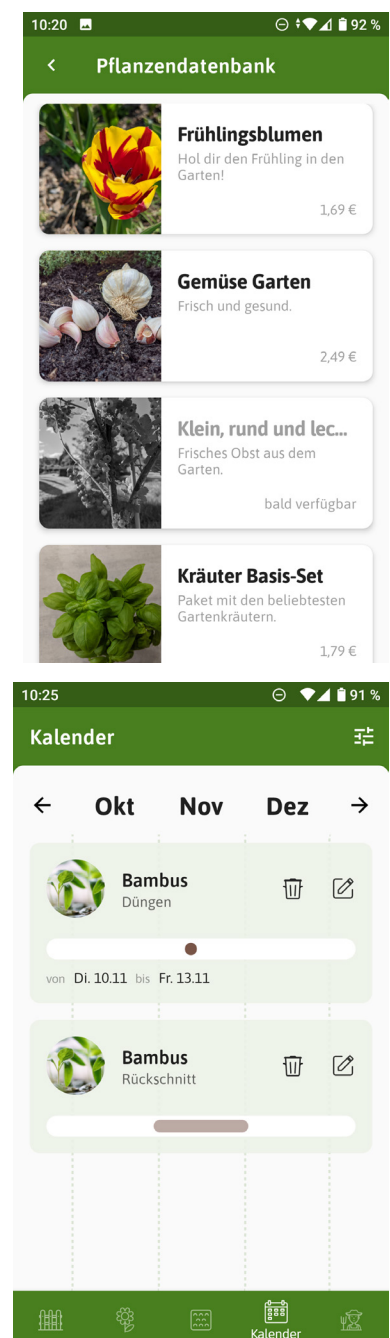 10:20 92 %
Pflanzendatenbank
Frühlingsblumen
Hol dir den Frühling in den
Garten!
1,69 €
Gemüse Garten
Frisch und gesund.
2,49 €
Klein, rund und lec...
Frisches Obst aus dem
Garten.
bald verfügbar
Kräuter Basis-Set
Paket mit den beliebtesten
Gartenkräutern.
1,79 €
10:25 91 %
Kalender
Okt Nov Dez
Bambus
Düngen
von Di. 10.11 bis Fr. 13.11
Bambus
Rückschnitt
Kalender